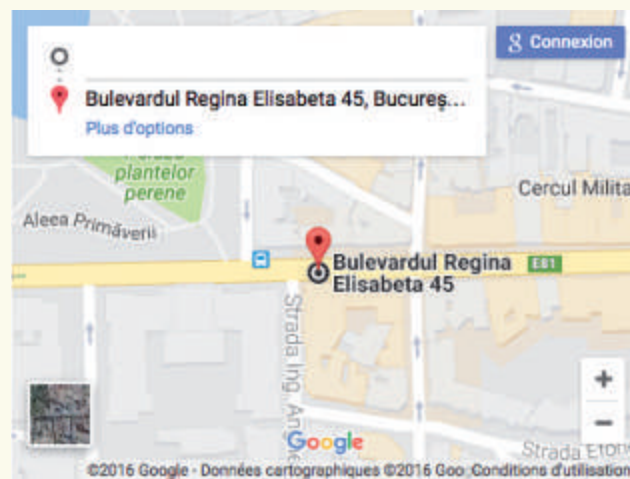 8 Connexion
Bulevardul Regina Elisabeta 45, Bucureș...
Plus d'options
plantelor
perene
Aleea Primăverii
Cercul Milita
Bulevardul Regina
Elisabeta 45
E81
Strada Ing.
Google
Strada
©2016 Google - Données cartographiques ©2016 Goo
Conditions d'utilisation